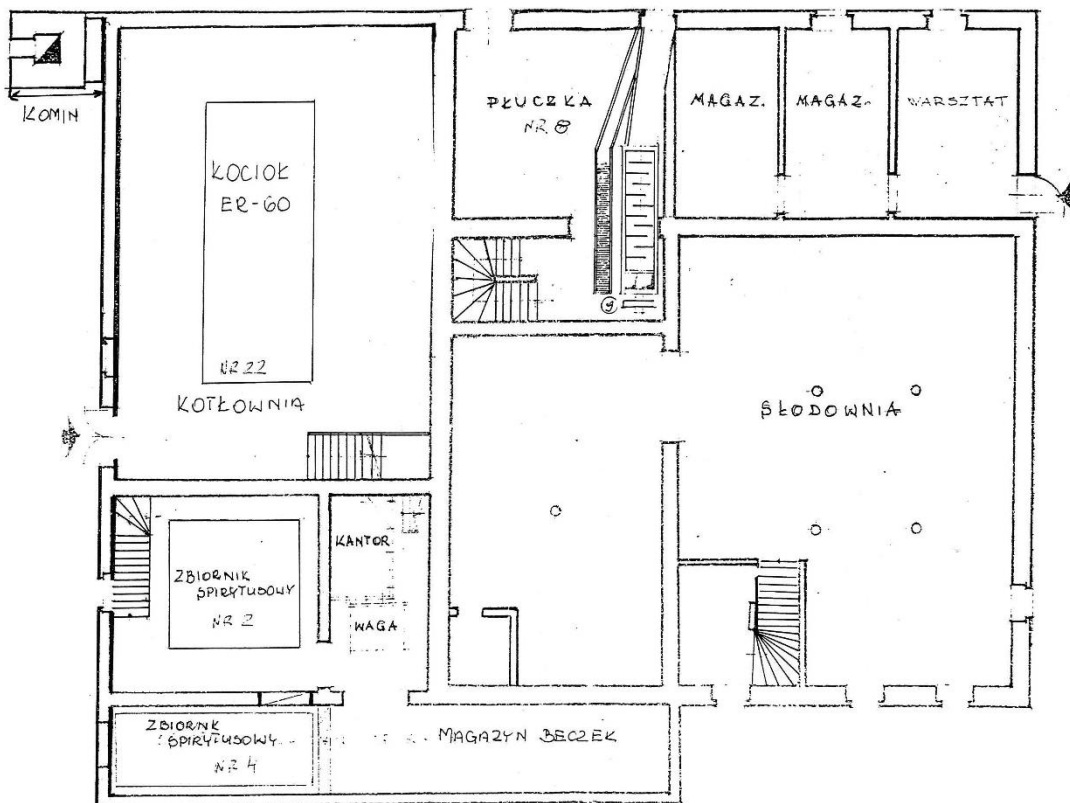 KOMIN
KOCIOŁ
ER-60
NR 22
KOTŁOWNIA
PŁUCZKA
NR 8
MAGAZ.
MAGAZ.
WARSZTAT
9
SŁODOWNIA
KANTOR
WAGA
ZBIORNIK
SPIRYTUSOWY
NR 2
ZBIORNIK
SPIRYTUSOWY
NR 4
MAGAZYN BECZEK